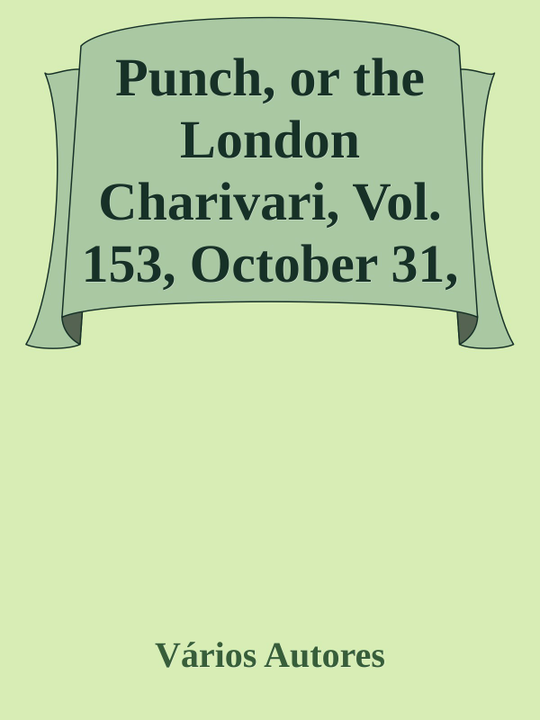 Punch, or the
London
Charivari, Vol.
153, October 31,
Vários Autores